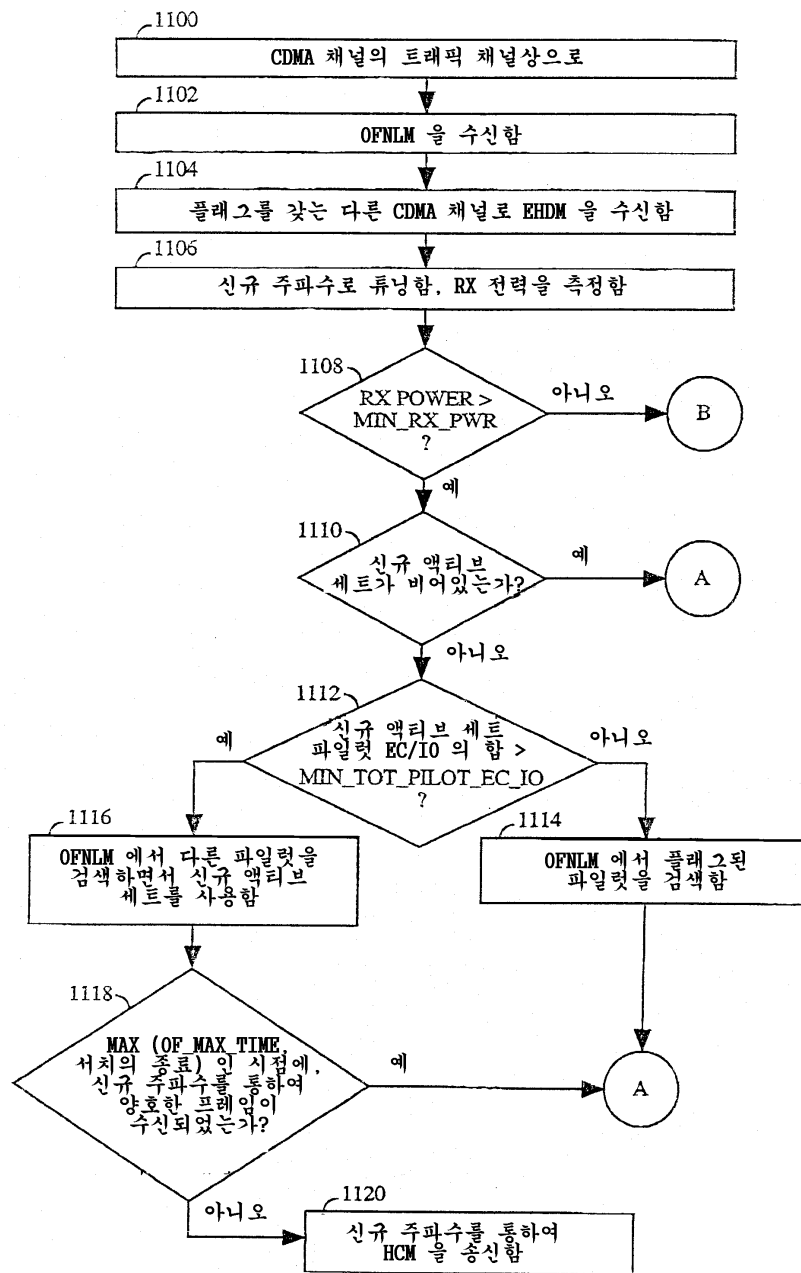 1100
CDMA 채널의 트래픽 채널상으로
1102
OFNLM 을 수신함
1104
플래그를 갖는 다른 CDMA 채널로 EHDM 을 수신함
1106
신규 주파수로 튜닝함, RX 전력을 측정함
1108
RX POWER >
MIN_RX_PWR
?
아니오
B
예
1110
신규 액티브
세트가 비어있는가?
예
A
아니오
1112
신규 액티브 세트
파일럿 EC/IO 의 합 >
MIN_TOT_PILOT_EC_IO
?
예
아니오
1116
OFNLM 에서 다른 파일럿을
검색하면서 신규 액티브
세트를 사용함
1114
OFNLM 에서 플래그된
파일럿을 검색함
1118
MAX (OF_MAX_TIME,
서치의 종료) 인 시점에,
신규 주파수를 통하여
양호한 프레임이
수신되었는가?
예
A
아니오
1120
신규 주파수를 통하여
HCM 을 송신함